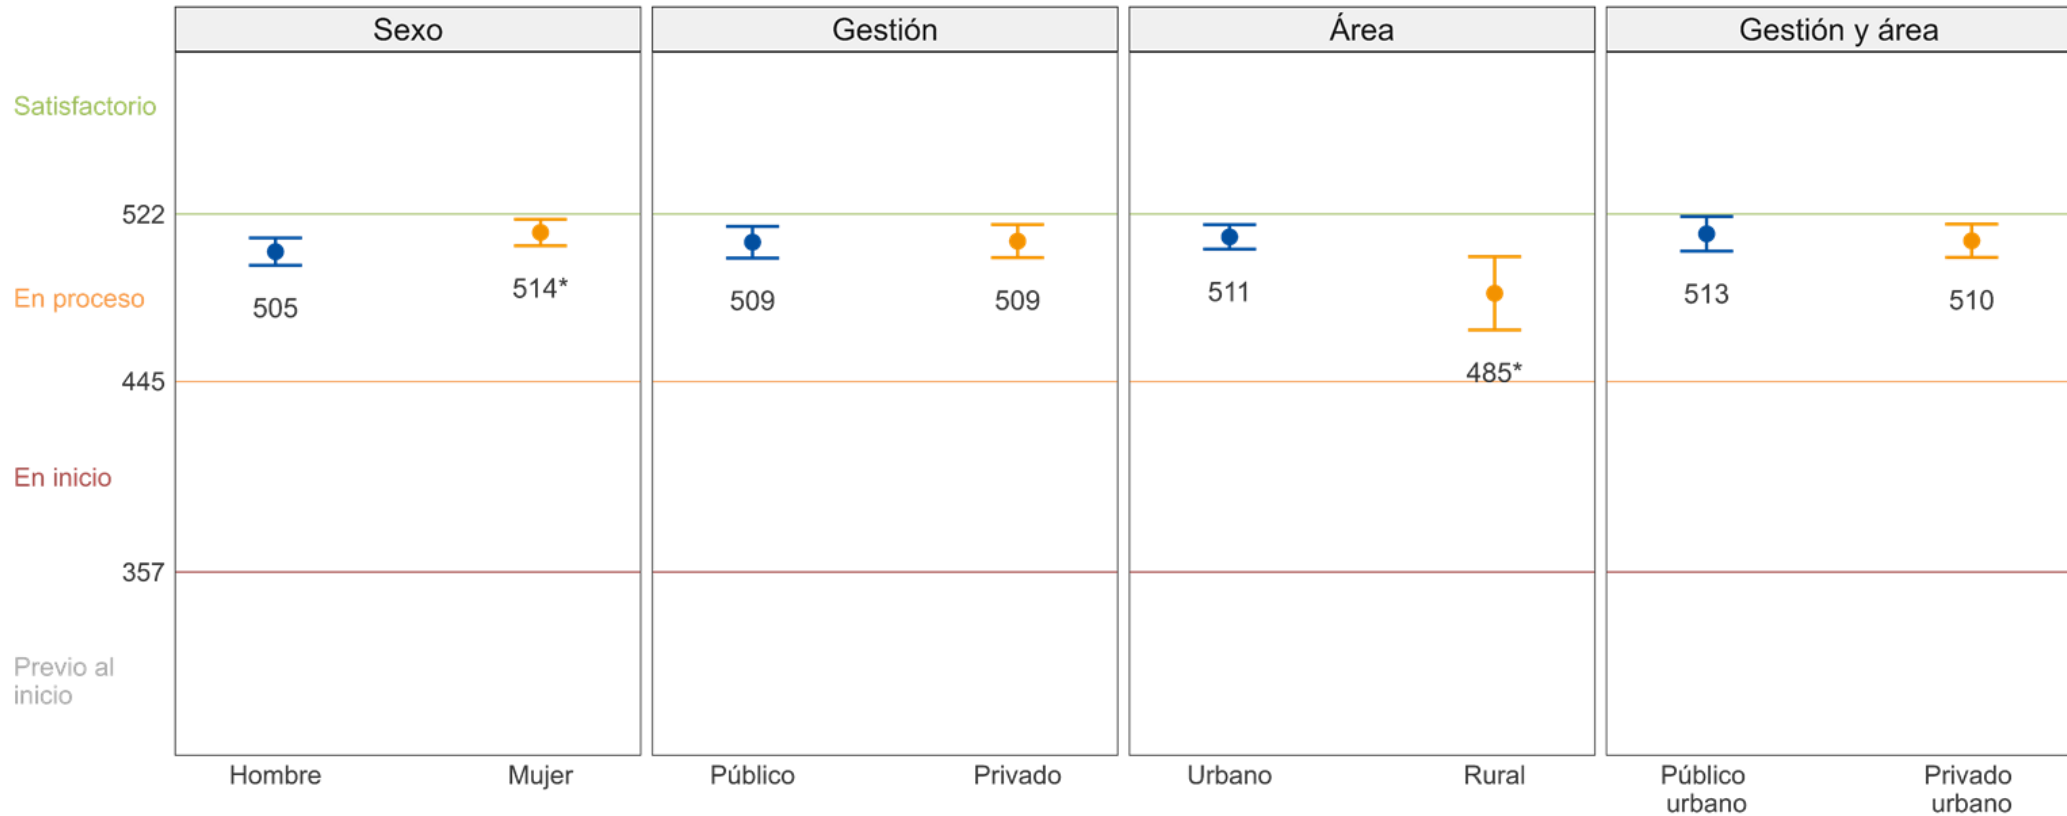 Sexo
Gestión
Área
Gestión y área
Satisfactorio
522
En proceso
445
En inicio
357
Previo al
inicio
505
514*
509
509
511
485*
513
510
Hombre
Mujer
Público
Privado
Urbano
Rural
Público
urbano
Privado
urbano